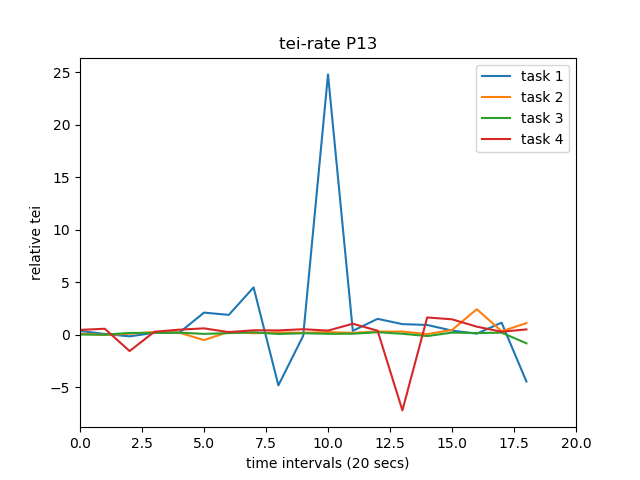 tei-rate P13
task 1
task 2
task 3
task 4
relative tei
25
20
15
10
5
0
−5
0.0 2.5 5.0 7.5 10.0 12.5 15.0 17.5 20.0
time intervals (20 secs)